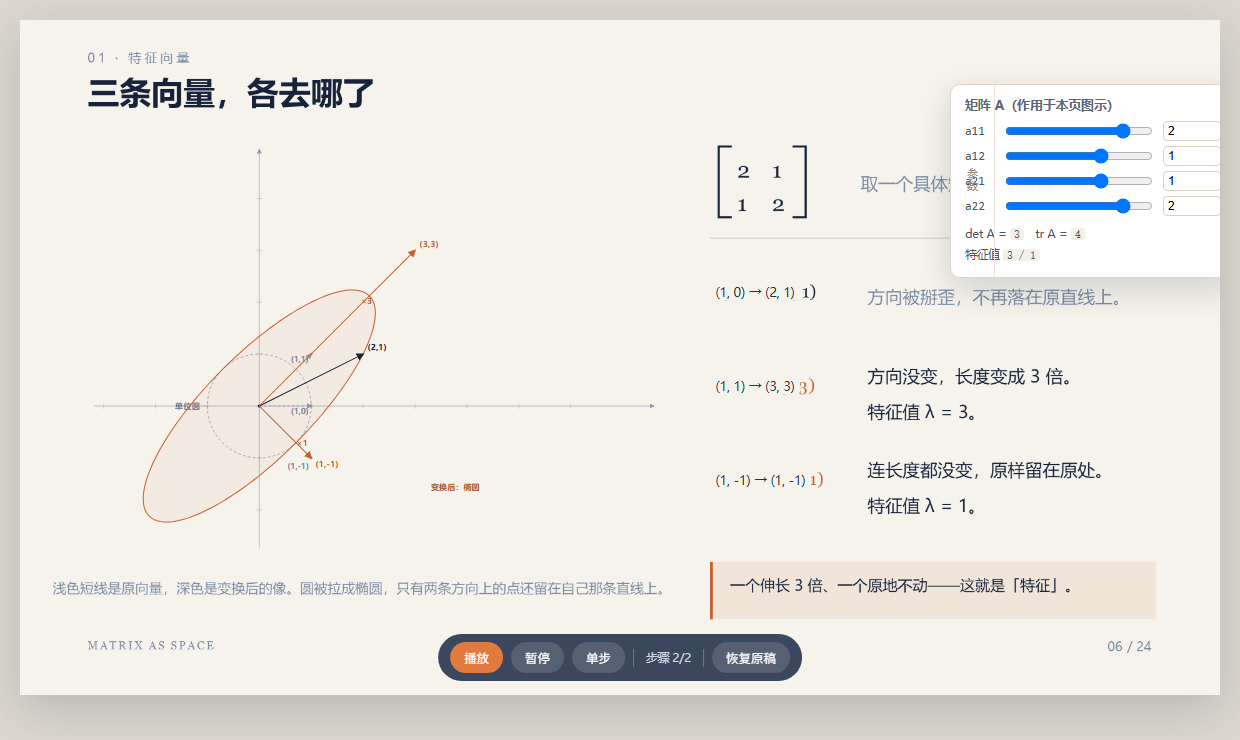 01 · 特征向量
三条向量，各去哪了
(3,3)
×3
(2,1)
(1,1)
单位圆
(1,0)
×1
(1,-1) (1,-1)
变换后：椭圆
浅色短线是原向量，深色是变换后的像。圆被拉成椭圆，只有两条方向上的点还留在自己那条直线上。
2 1
1 2
取一个具体
矩阵 A（作用于本页图示）
a11 2
a12 1
参数
a21 1
a22 2
det A = 3 tr A = 4
特征值 3 / 1
(1, 0) → (2, 1) 1)
方向被掰歪，不再落在原直线上。
(1, 1) → (3, 3) 3)
方向没变，长度变成 3 倍。
特征值 λ = 3。
(1, -1) → (1, -1) 1)
连长度都没变，原样留在原处。
特征值 λ = 1。
一个伸长 3 倍、一个原地不动——这就是「特征」。
MATRIX AS SPACE
播放 暂停 单步 步骤 2/2 恢复原稿
06 / 24